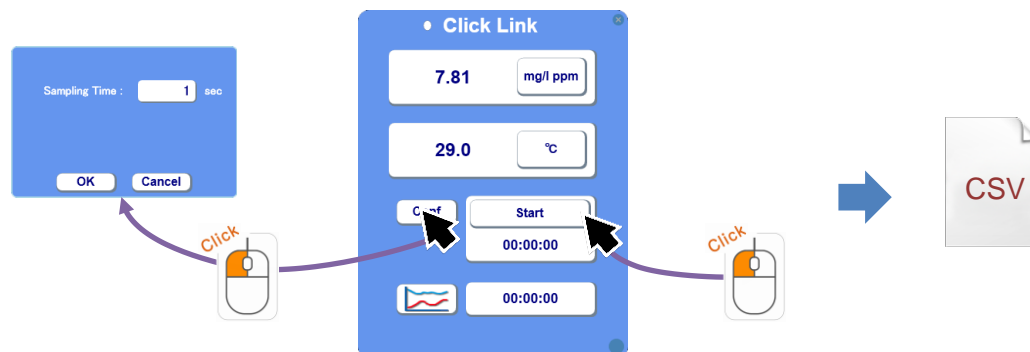 Click Link
7.81
mg/l ppm
Sampling Time : 1 sec
29.0
℃
OK
Cancel
Start
Click
00:00:00
Click
00:00:00
CSV